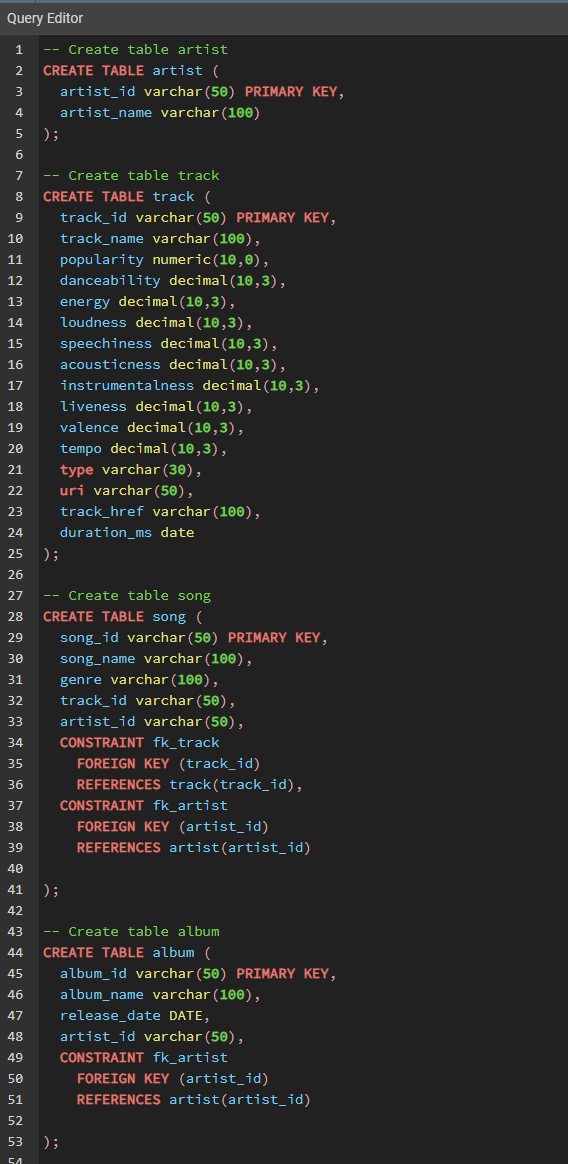 Query Editor
1 -- Create table artist
2 CREATE TABLE artist (
3 artist_id varchar(50) PRIMARY KEY,
4 artist_name varchar(100)
5 );
6
7 -- Create table track
8 CREATE TABLE track (
9 track_id varchar(50) PRIMARY KEY,
10 track_name varchar(100),
11 popularity numeric(10,0),
12 danceability decimal(10,3),
13 energy decimal(10,3),
14 loudness decimal(10,3),
15 speechiness decimal(10,3),
16 acousticness decimal(10,3),
17 instrumentalness decimal(10,3),
18 liveness decimal(10,3),
19 valence decimal(10,3),
20 tempo decimal(10,3),
21 type varchar(30),
22 uri varchar(50),
23 track_href varchar(100),
24 duration_ms date
25 );
26
27 -- Create table song
28 CREATE TABLE song (
29 song_id varchar(50) PRIMARY KEY,
30 song_name varchar(100),
31 genre varchar(100),
32 track_id varchar(50),
33 artist_id varchar(50),
34 CONSTRAINT fk_track
35 FOREIGN KEY (track_id)
36 REFERENCES track(track_id),
37 CONSTRAINT fk_artist
38 FOREIGN KEY (artist_id)
39 REFERENCES artist(artist_id)
40
41 );
42
43 -- Create table album
44 CREATE TABLE album (
45 album_id varchar(50) PRIMARY KEY,
46 album_name varchar(100),
47 release_date DATE,
48 artist_id varchar(50),
49 CONSTRAINT fk_artist
50 FOREIGN KEY (artist_id)
51 REFERENCES artist(artist_id)
52
53 );
54